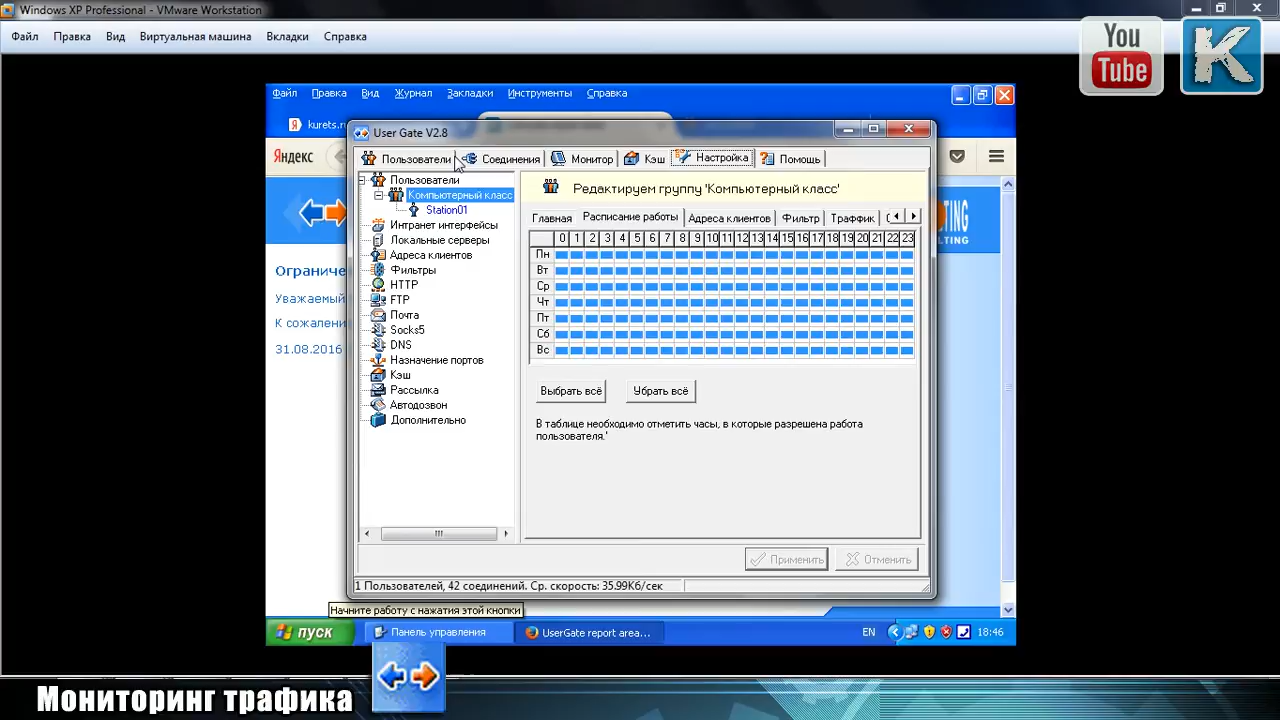 Windows XP Professional - VMware Workstation
Файл Правка Вид Виртуальная машина Вкладки Справка
You
Tube
K
Файл Правка Вид Журнал Закладки Инструменты Справка
kurets.ru
Яндекс
User Gate V2.8
Пользователи Соединения Монитор Кэш Настройка Помощь
Пользователи
Компьютерный класс
Station01
Интранет интерфейсы
Локальные серверы
Адреса клиентов
Фильтры
HTTP
FTP
Почта
Socks5
DNS
Назначение портов
Кэш
Рассылка
Автодозвон
Дополнительно
Редактируем группу 'Компьютерный класс'
Главная Расписание работы Адреса клиентов Фильтр Траффик
0 1 2 3 4 5 6 7 8 9 10 11 12 13 14 15 16 17 18 19 20 21 22 23
Пн
Вт
Ср
Чт
Пт
Сб
Вс
Выбрать всё Убрать всё
В таблице необходимо отметить часы, в которые разрешена работа
пользователя.'
Применить Отменить
1 Пользователей, 42 соединений. Ср. скорость: 35.99Кб/сек
Ограниче
Уважаемый
К сожалени
31.08.2016
TING
SULTING
Начните работу с нажатия этой кнопки
пуск Панель управления UserGate report area... EN 18:46
Мониторинг трафика